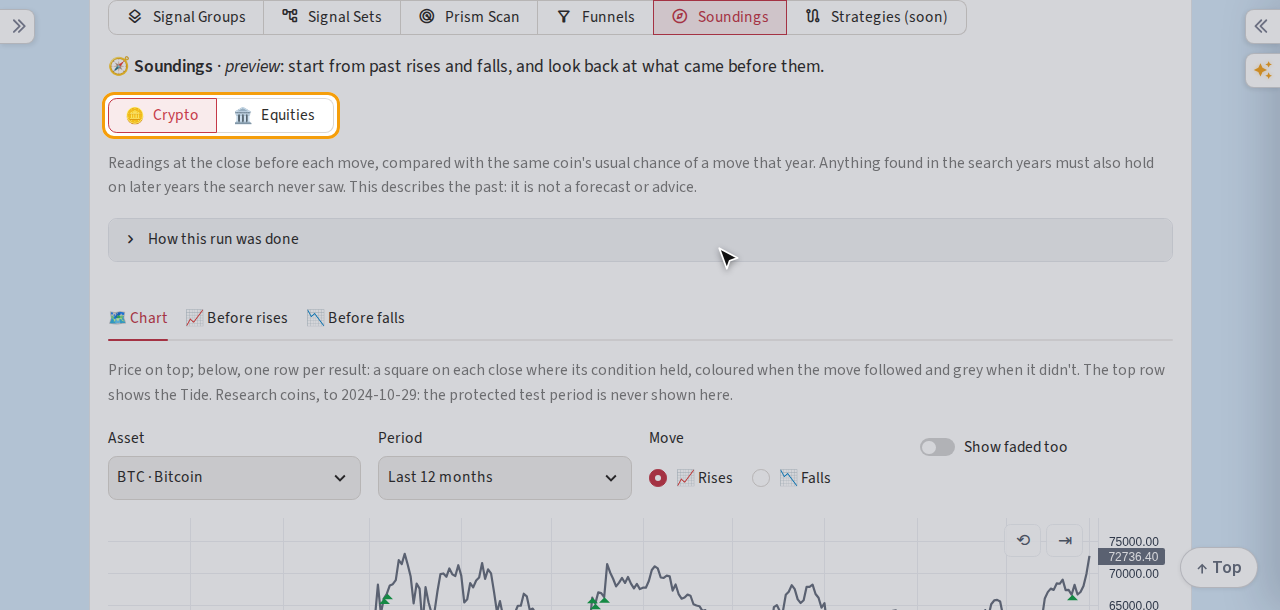 Signal Groups
Signal Sets
Prism Scan
Funnels
Soundings
Strategies (soon)
Soundings · preview: start from past rises and falls, and look back at what came before them.
Crypto
Equities
Readings at the close before each move, compared with the same coin's usual chance of a move that year. Anything found in the search years must also hold
on later years the search never saw. This describes the past: it is not a forecast or advice.
How this run was done
Chart
Before rises
Before falls
Price on top; below, one row per result: a square on each close where its condition held, coloured when the move followed and grey when it didn't. The top row
shows the Tide. Research coins, to 2024-10-29: the protected test period is never shown here.
Asset
Period
Move
Show faded too
BTC · Bitcoin
Last 12 months
Rises
Falls
75000.00
72736.40
70000.00
65000.00
Top